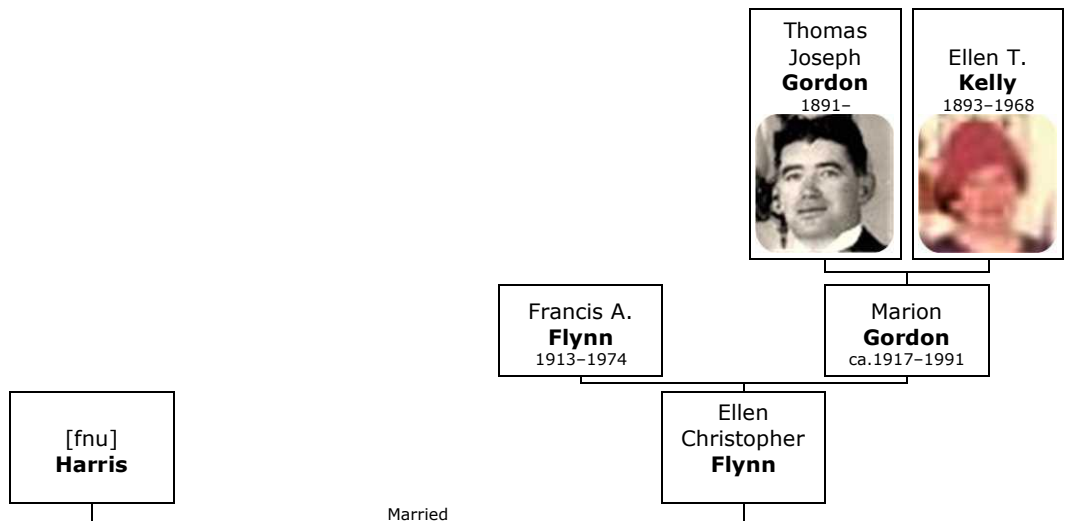 Thomas
Joseph
Gordon
1891–
Ellen T.
Kelly
1893–1968
Francis A.
Flynn
1913–1974
Marion
Gordon
ca.1917–1991
[fnu]
Harris
Ellen
Christopher
Flynn
Married